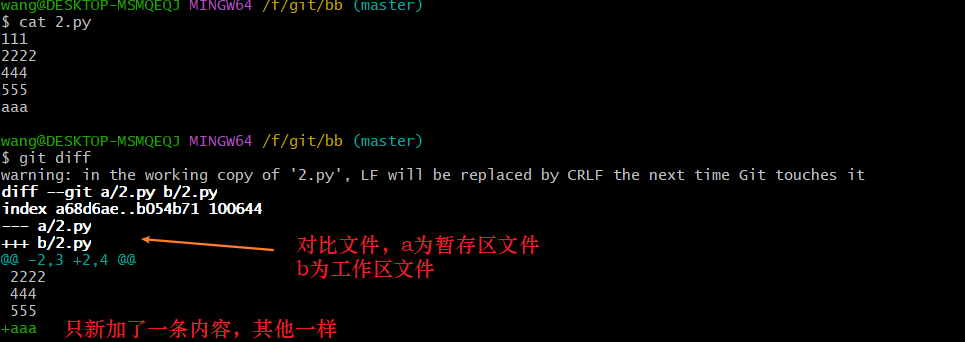 wang@DESKTOP-MSMQEQJ MINGW64 /f/git/bb (master)
$ cat 2.py
111
2222
444
555
aaa
wang@DESKTOP-MSMQEQJ MINGW64 /f/git/bb (master)
$ git diff
warning: in the working copy of '2.py', LF will be replaced by CRLF the next time Git touches it
diff --git a/2.py b/2.py
index a68d6ae..b054b71 100644
--- a/2.py
+++ b/2.py
对比文件，a为暂存区文件
b为工作区文件
@@ -2,3 +2,4 @@
2222
444
555
+aaa 只新加了一条内容，其他一样